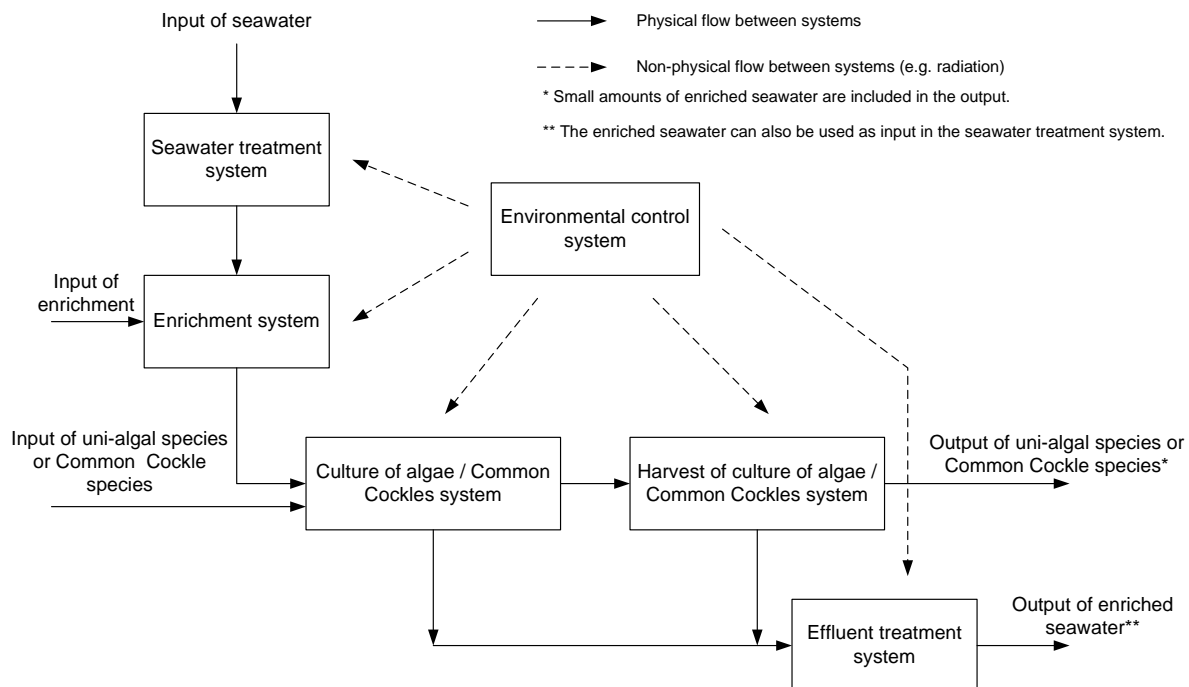 Input of seawater
Physical flow between systems
Non-physical flow between systems (e.g. radiation)
* Small amounts of enriched seawater are included in the output.
** The enriched seawater can also be used as input in the seawater treatment system.
Seawater treatment
system
Environmental control
system
Input of
enrichment
Enrichment system
Input of uni-algal species
or Common Cockle
species
Culture of algae / Common
Cockles system
Harvest of culture of algae /
Common Cockles system
Output of uni-algal species or
Common Cockle species*
Effluent treatment
system
Output of enriched
seawater**